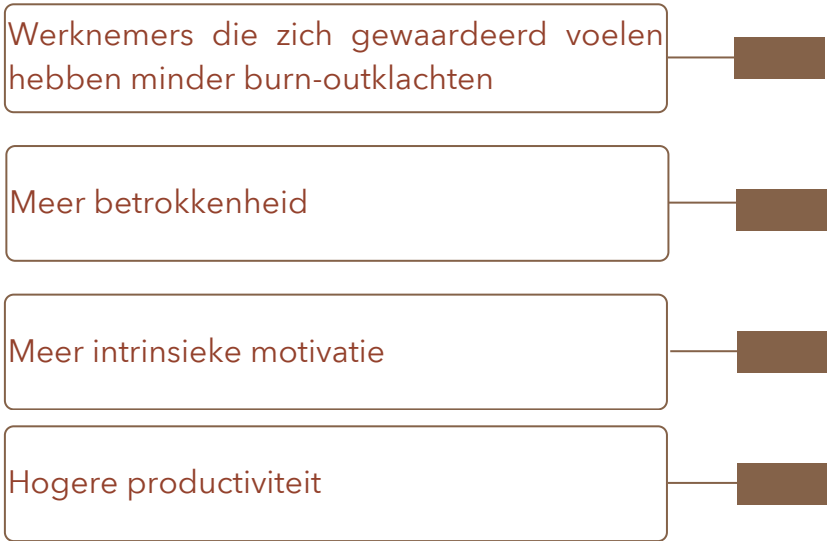 Werknemers die zich gewaardeerd voelen
hebben minder burn-outklachten
Meer betrokkenheid
Meer intrinsieke motivatie
Hogere productiviteit